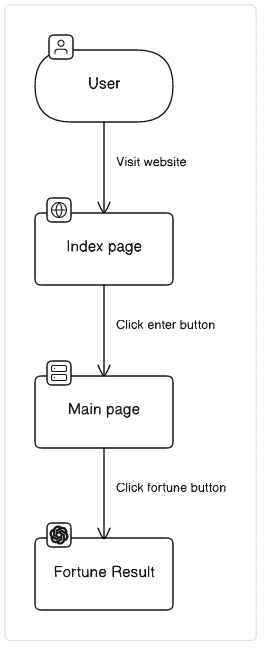 User
Visit website
Index page
Click enter button
Main page
Click fortune button
Fortune Result